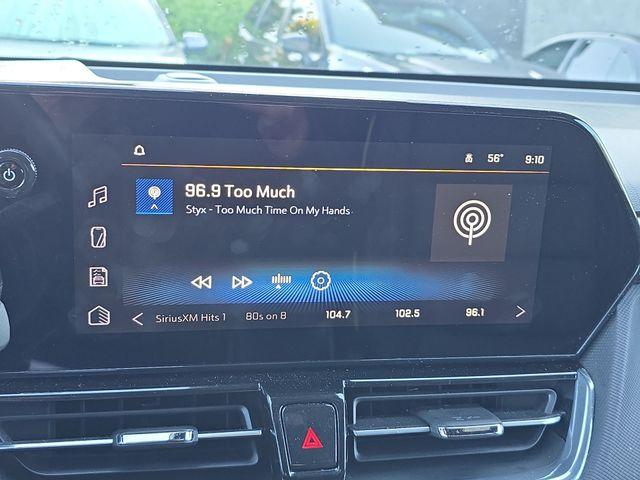 56° 9:10
96.9 Too Much
Styx - Too Much Time On My Hands
SiriusXM Hits 1 80s on 8 104.7 102.5 96.1